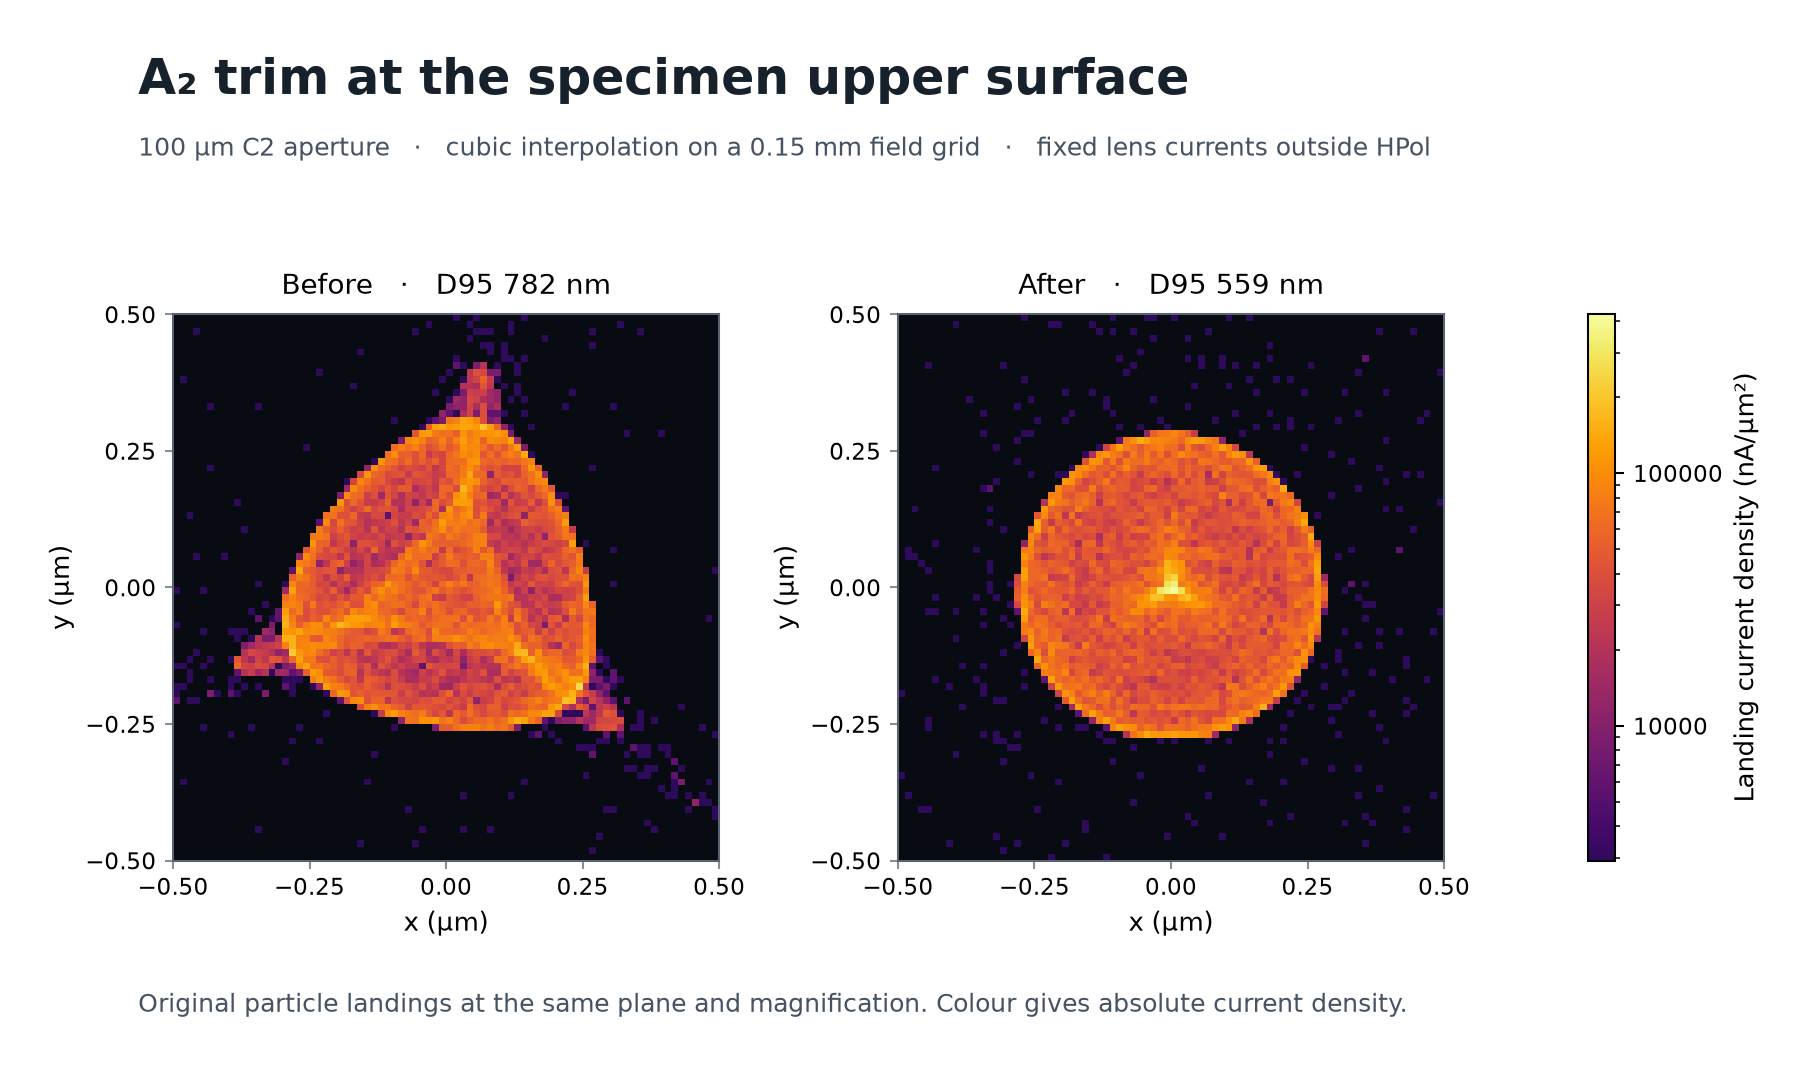 A₂ trim at the specimen upper surface
100 µm C2 aperture · cubic interpolation on a 0.15 mm field grid · fixed lens currents outside HPol
Before · D95 782 nm
0.50
0.25
0.00
−0.25
−0.50
−0.50 −0.25 0.00 0.25 0.50
x (µm)
y (µm)
After · D95 559 nm
0.50
0.25
0.00
−0.25
−0.50
−0.50 −0.25 0.00 0.25 0.50
x (µm)
y (µm)
100000
10000
Landing current density (nA/µm²)
Original particle landings at the same plane and magnification. Colour gives absolute current density.